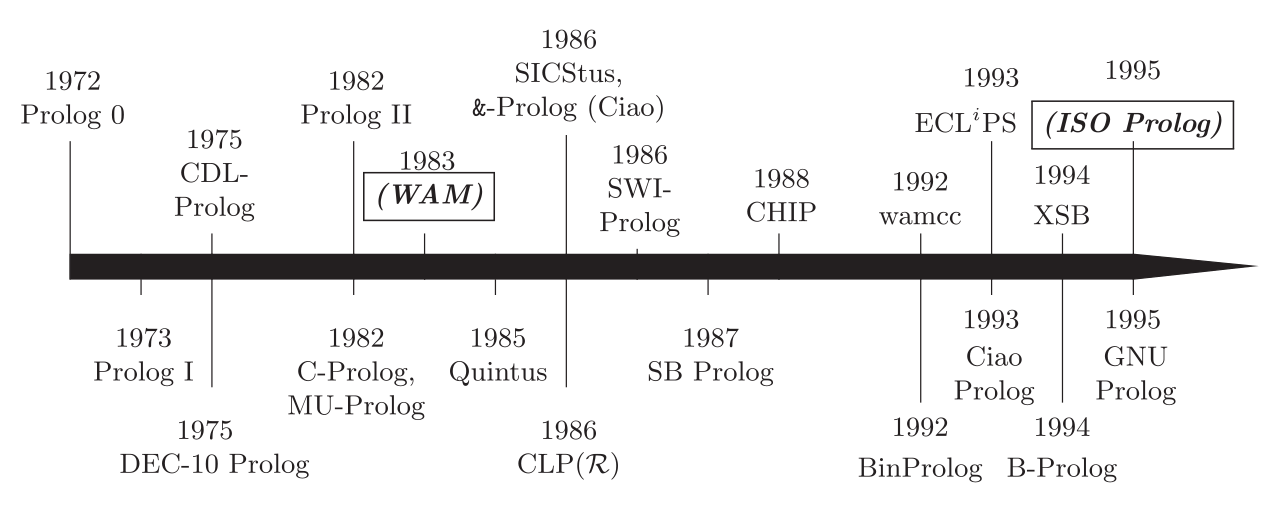 1972
Prolog 0
1975
CDL-
Prolog
1982
Prolog II
1983
(WAM)
1986
SICStus,
&-Prolog (Ciao)
1986
SWI-
Prolog
1988
CHIP
1992
wamcc
1993
ECLⁱPS
1994
XSB
1995
(ISO Prolog)
1973
Prolog I
1975
DEC-10 Prolog
1982
C-Prolog,
MU-Prolog
1985
Quintus
1986
CLP(ℛ)
1987
SB Prolog
1992
BinProlog
1993
Ciao
Prolog
1994
B-Prolog
1995
GNU
Prolog